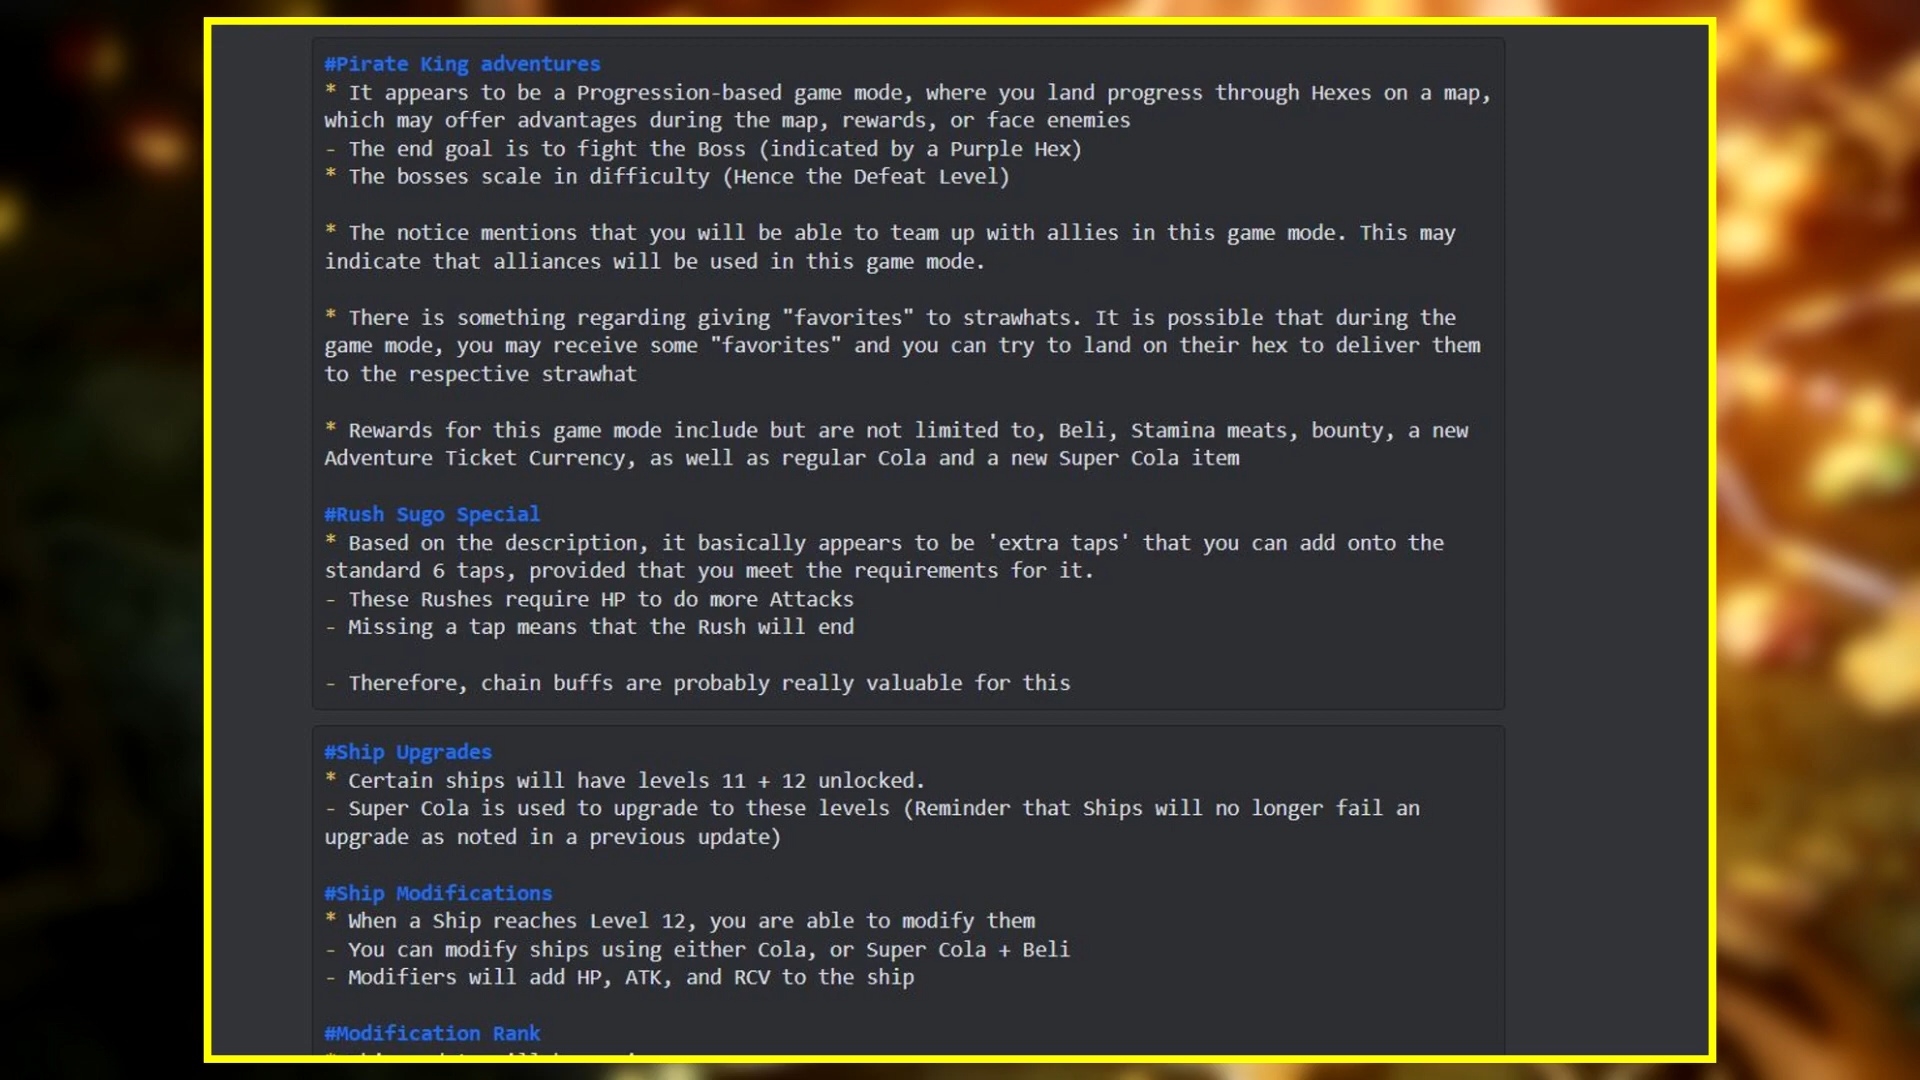 #Pirate King adventures
* It appears to be a Progression-based game mode, where you land progress through Hexes on a map,
which may offer advantages during the map, rewards, or face enemies
- The end goal is to fight the Boss (indicated by a Purple Hex)
* The bosses scale in difficulty (Hence the Defeat Level)
* The notice mentions that you will be able to team up with allies in this game mode. This may
indicate that alliances will be used in this game mode.
* There is something regarding giving "favorites" to strawhats. It is possible that during the
game mode, you may receive some "favorites" and you can try to land on their hex to deliver them
to the respective strawhat
* Rewards for this game mode include but are not limited to, Beli, Stamina meats, bounty, a new
Adventure Ticket Currency, as well as regular Cola and a new Super Cola item
#Rush Sugo Special
* Based on the description, it basically appears to be 'extra taps' that you can add onto the
standard 6 taps, provided that you meet the requirements for it.
- These Rushes require HP to do more Attacks
- Missing a tap means that the Rush will end
- Therefore, chain buffs are probably really valuable for this
#Ship Upgrades
* Certain ships will have levels 11 + 12 unlocked.
- Super Cola is used to upgrade to these levels (Reminder that Ships will no longer fail an
upgrade as noted in a previous update)
#Ship Modifications
* When a Ship reaches Level 12, you are able to modify them
- You can modify ships using either Cola, or Super Cola + Beli
- Modifiers will add HP, ATK, and RCV to the ship
#Modification Rank